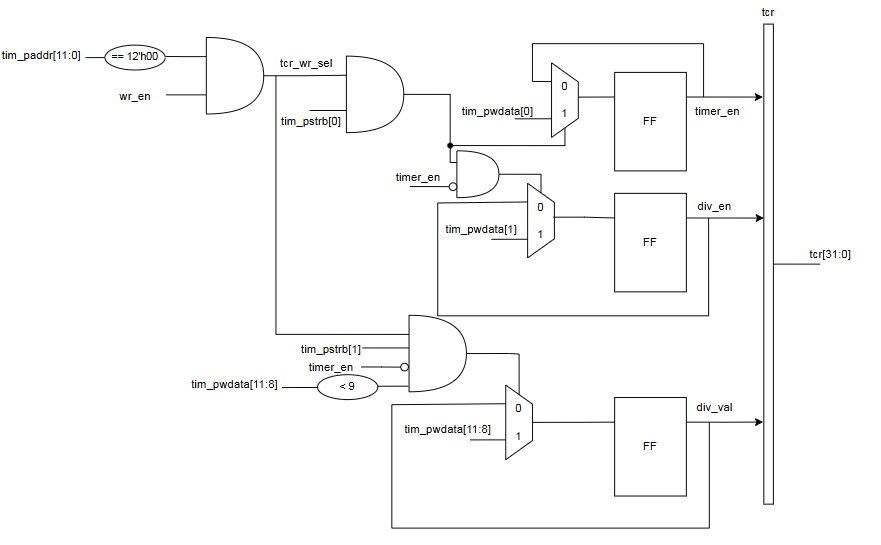 tcr
tim_paddr[11:0]
== 12'h00
tcr_wr_sel
wr_en
tim_pstrb[0]
0
tim_pwdata[0]
1
FF
timer_en
timer_en
0
tim_pwdata[1]
1
FF
div_en
tcr[31:0]
tim_pstrb[1]
timer_en
tim_pwdata[11:8]
< 9
0
tim_pwdata[11:8]
1
FF
div_val